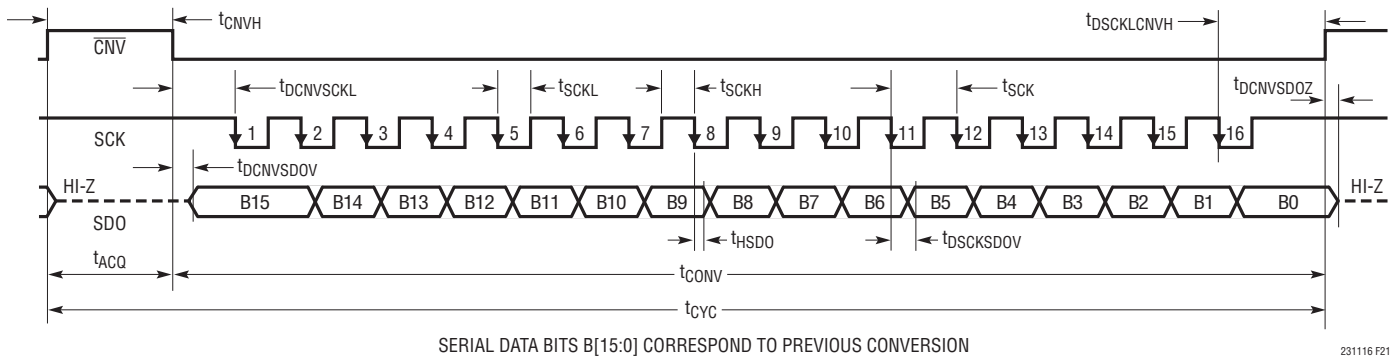 tCNVH
tDSCKLCNVH
CNV
tDCNVSCKL
tSCKL
tSCKH
tSCK
tDCNVSDOZ
SCK
1 2 3 4 5 6 7 8 9 10 11 12 13 14 15 16
tDCNVSDOV
HI-Z
HI-Z
B15 B14 B13 B12 B11 B10 B9 B8 B7 B6 B5 B4 B3 B2 B1 B0
SDO
tHSDO
tDSCKSDOV
tACQ
tCONV
tCYC
SERIAL DATA BITS B[15:0] CORRESPOND TO PREVIOUS CONVERSION
231116 F21